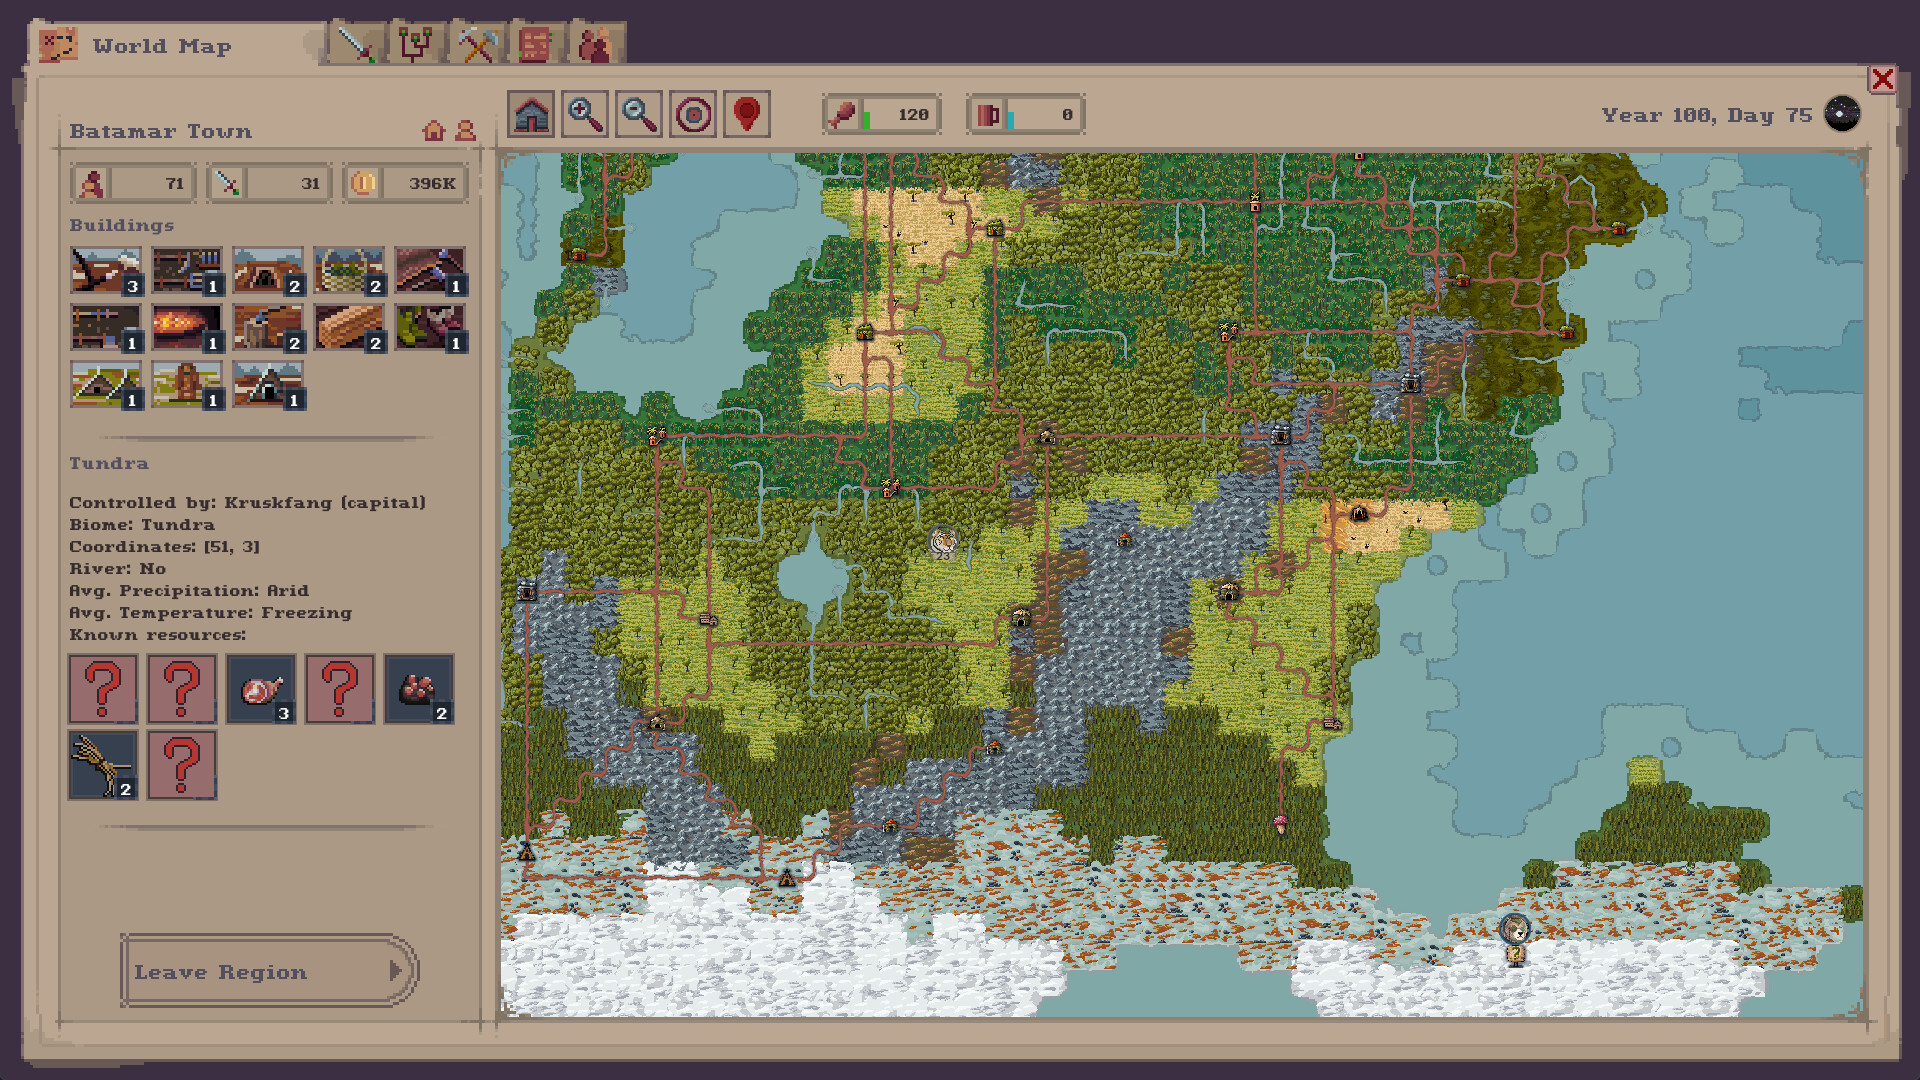 World Map
120
0
Year 100, Day 75
Batamar Town
71
31
396K
Buildings
3
1
2
2
1
1
1
2
2
1
1
1
1
Tundra
Controlled by: Kruskfang (capital)
Biome: Tundra
Coordinates: [51, 3]
River: No
Avg. Precipitation: Arid
Avg. Temperature: Freezing
Known resources:
? ? 3 ? 2
2 ?
Leave Region
23
?